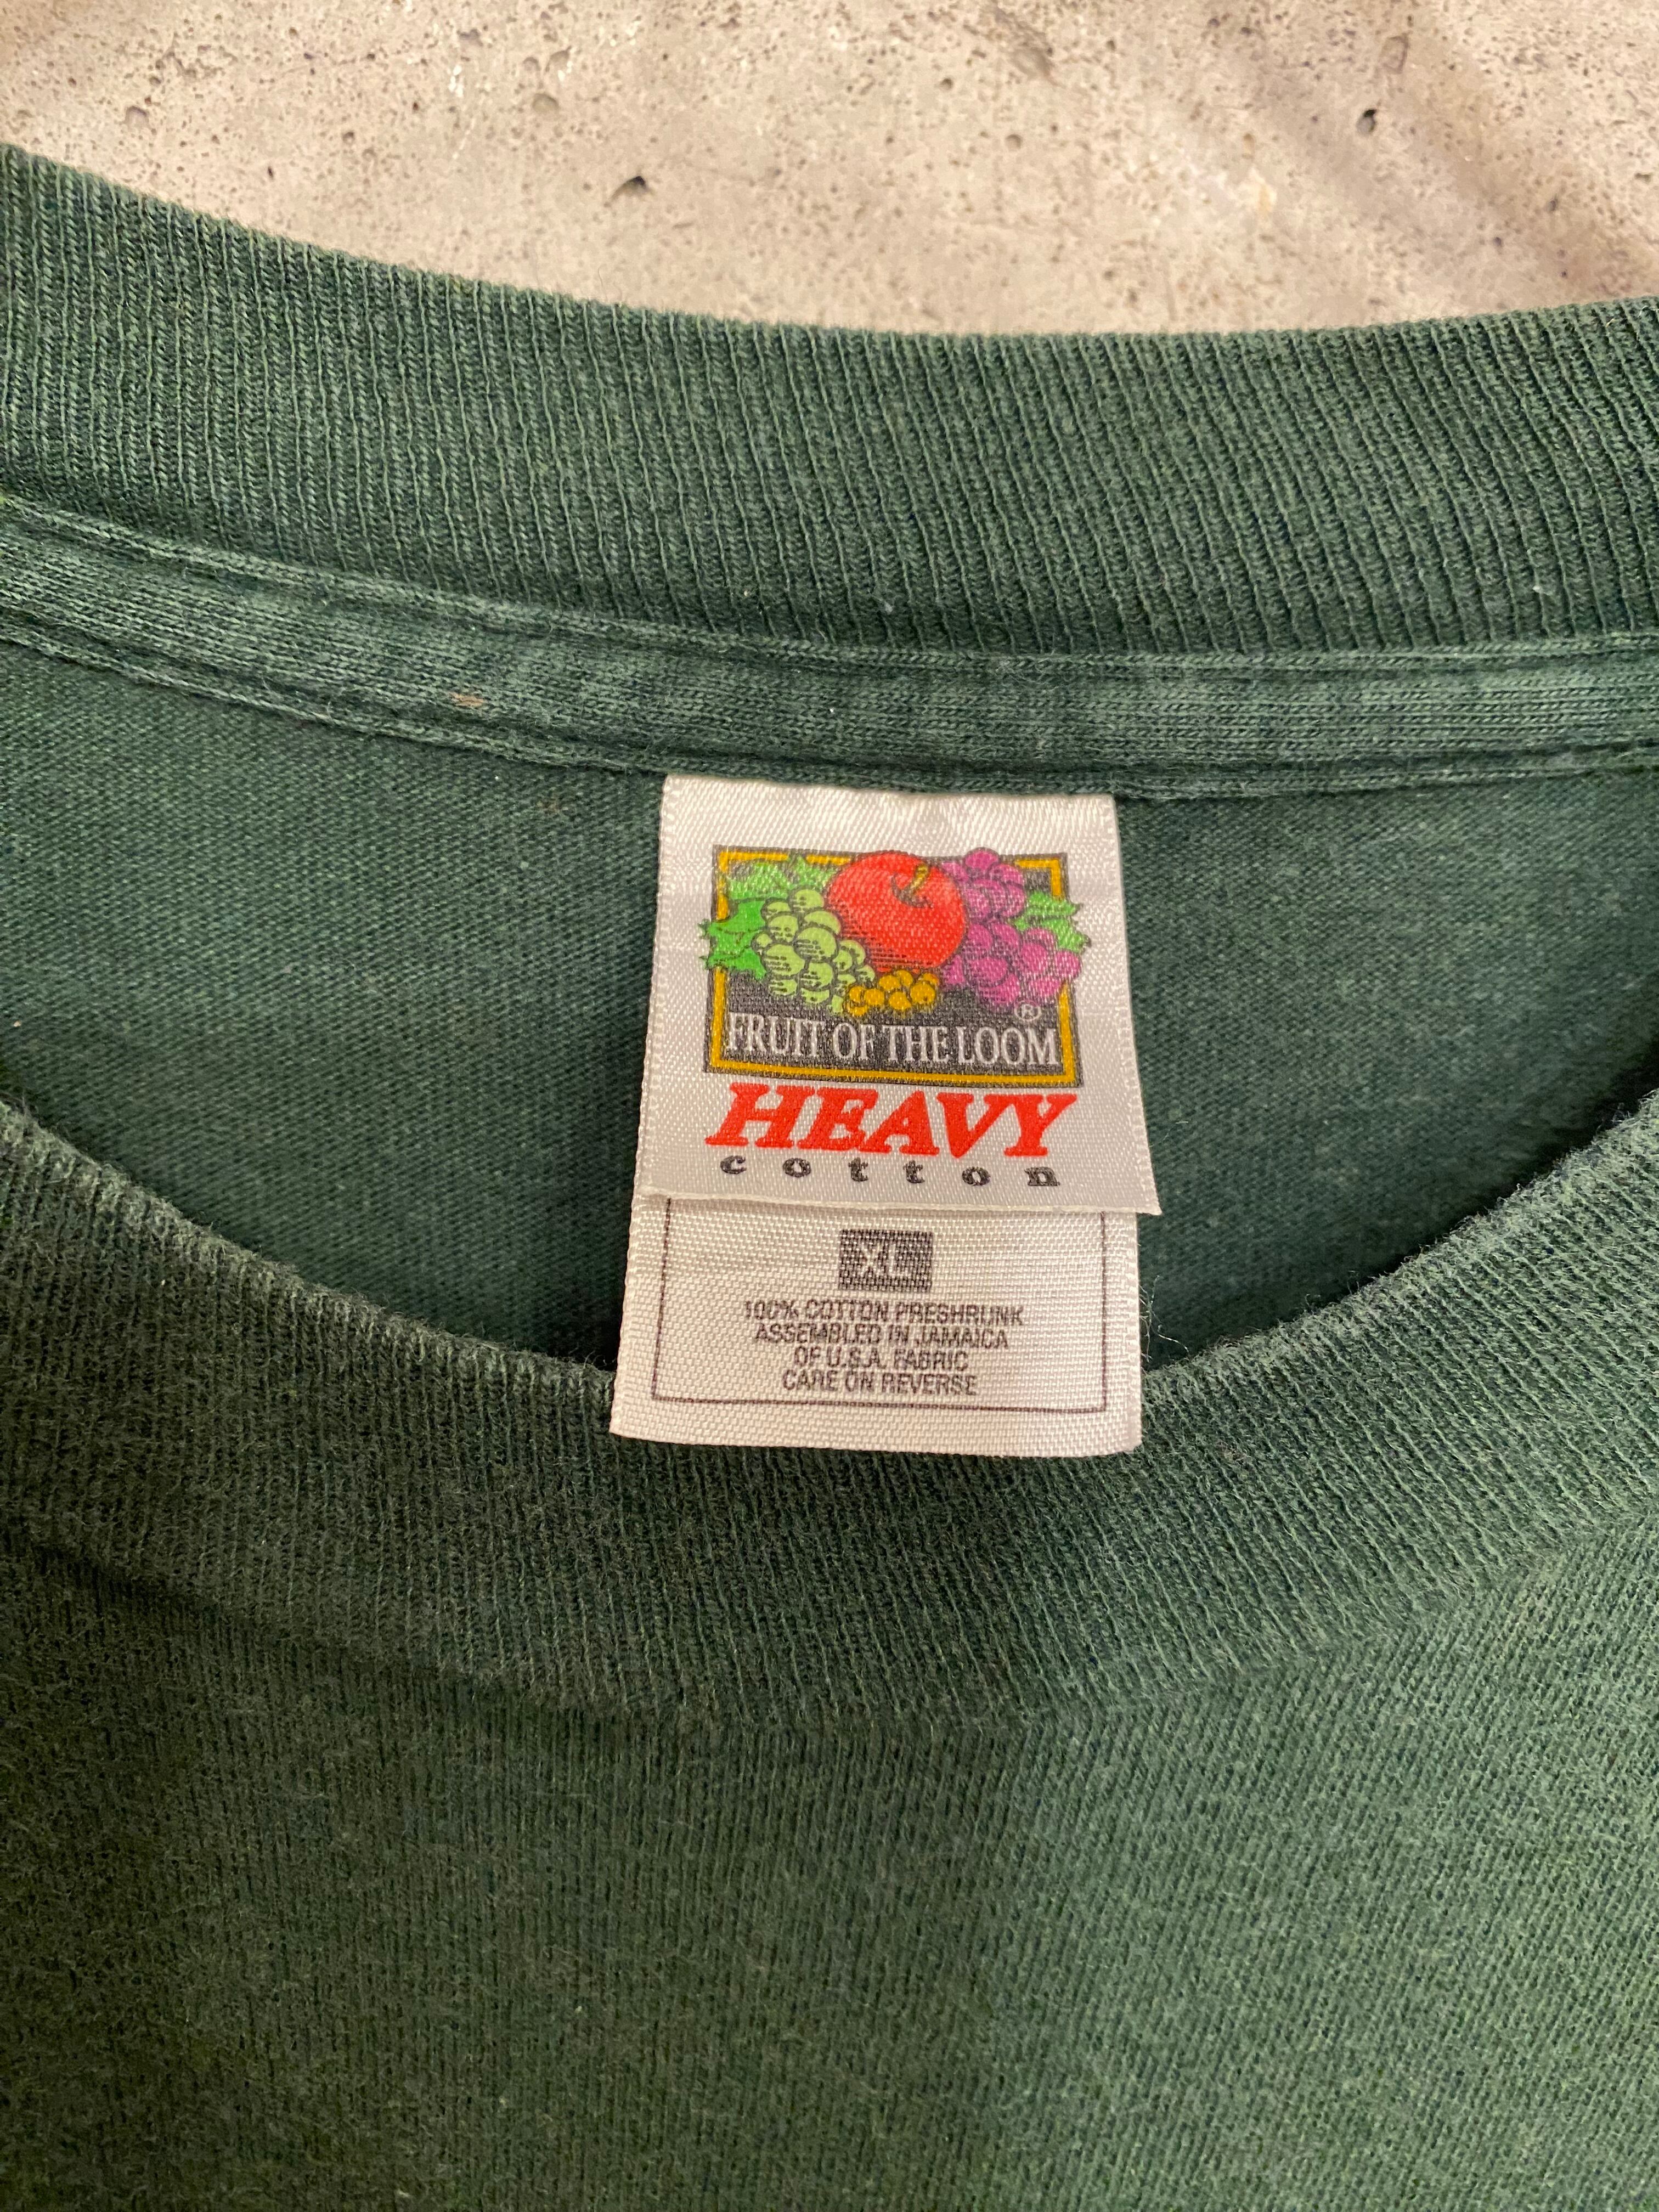 FRUIT OF THE LOOM ®
HEAVY
cotton
XL
100% COTTON PRESHRUNK
ASSEMBLED IN JAMAICA
OF U.S.A. FABRIC
CARE ON REVERSE